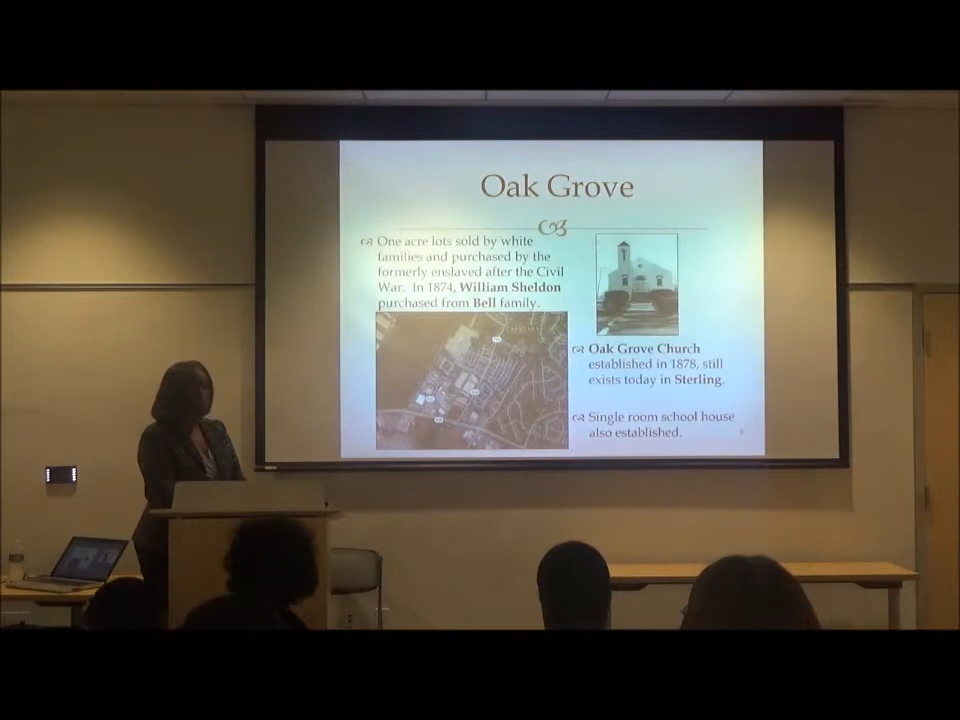 Oak Grove
One acre lots sold by white
families and purchased by the
formerly enslaved after the Civil
War. In 1874, William Sheldon
purchased from Bell family.
Oak Grove Church
established in 1878, still
exists today in Sterling.
Single room school house
also established.